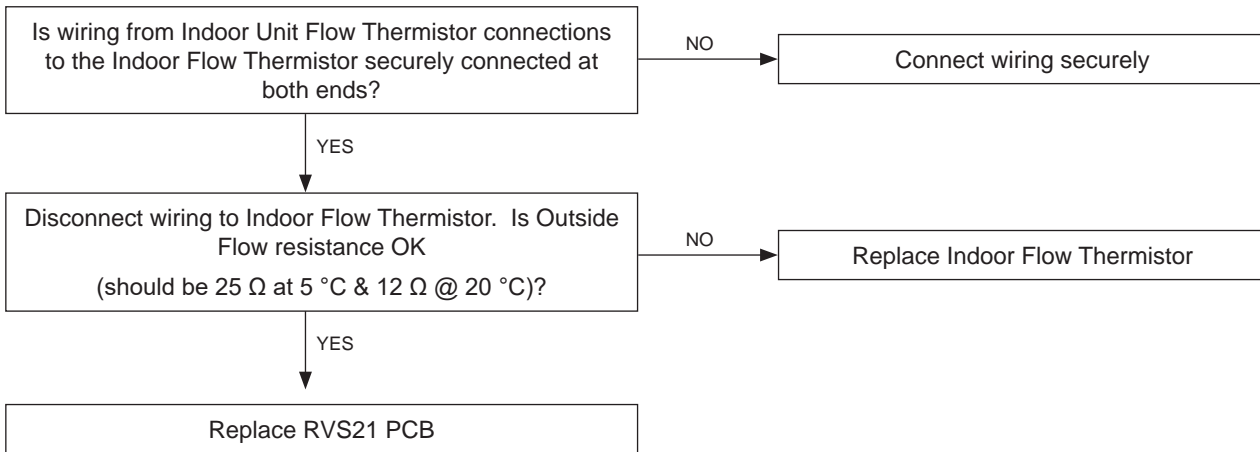 Is wiring from Indoor Unit Flow Thermistor connections
to the Indoor Flow Thermistor securely connected at
both ends?
NO
Connect wiring securely
YES
Disconnect wiring to Indoor Flow Thermistor. Is Outside
Flow resistance OK
(should be 25 Ω at 5 °C & 12 Ω @ 20 °C)?
NO
Replace Indoor Flow Thermistor
YES
Replace RVS21 PCB